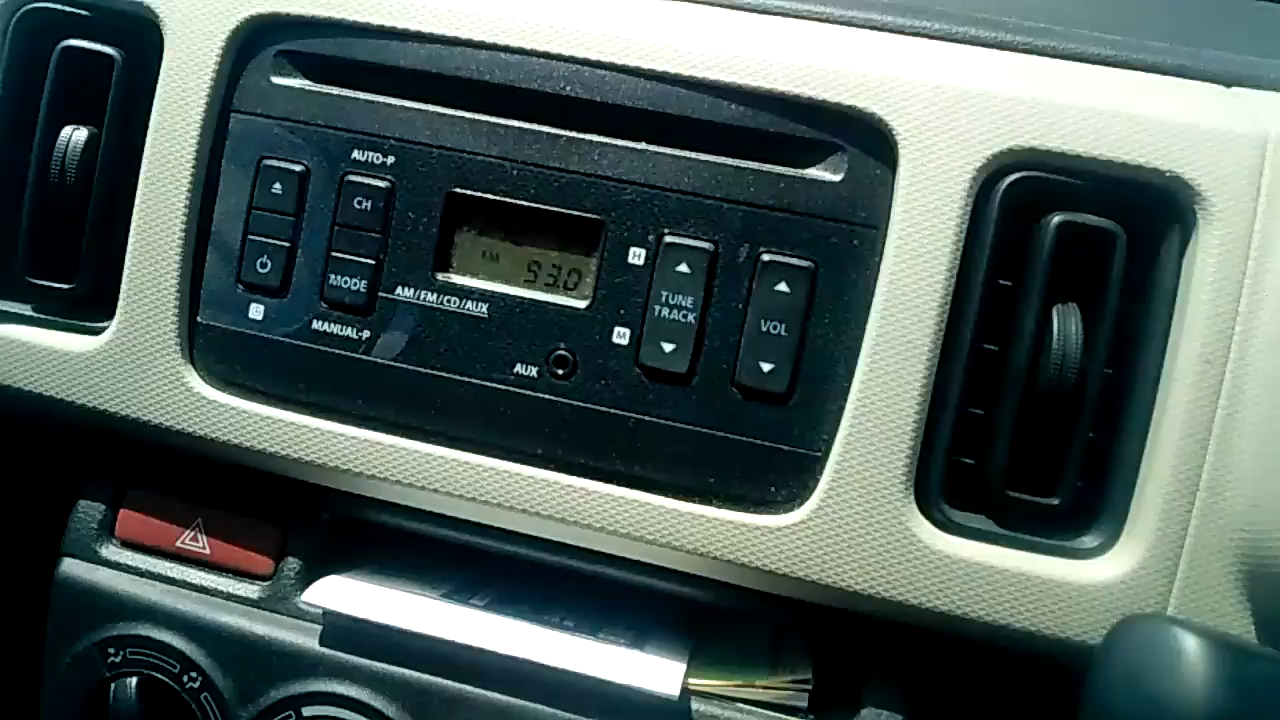 AUTO-P
CH
MODE
AM/FM/CD/AUX
MANUAL-P
FM
93.0
H
TUNE
TRACK
M
VOL
AUX